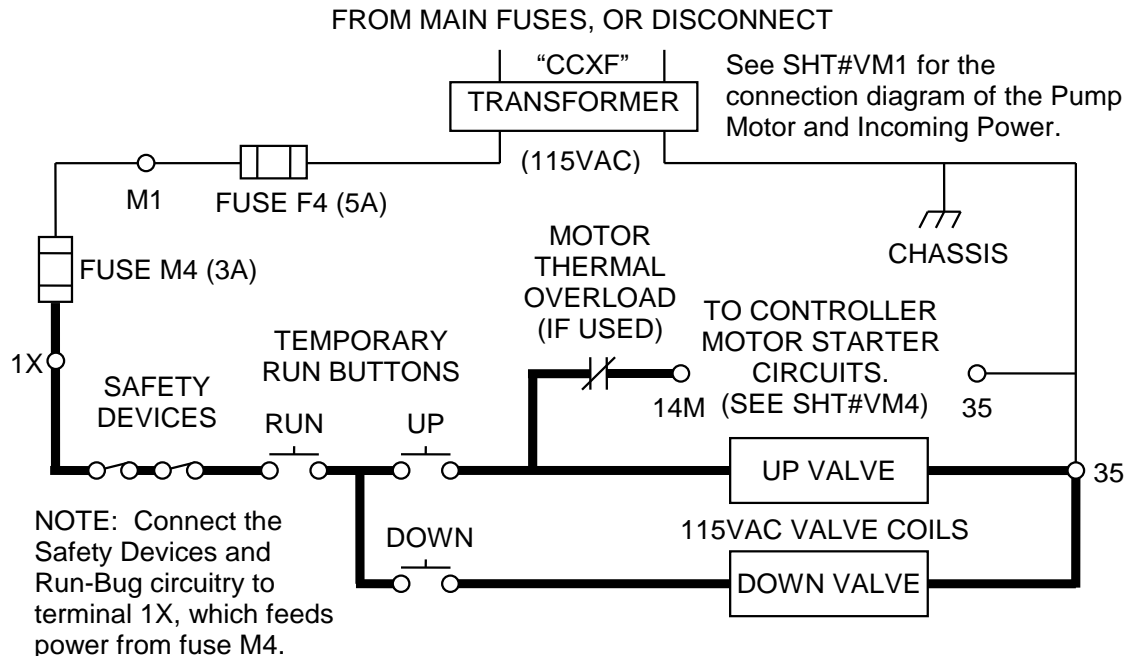 FROM MAIN FUSES, OR DISCONNECT
“CCXF”
TRANSFORMER
See SHT#VM1 for the
connection diagram of the Pump
Motor and Incoming Power.
(115VAC)
M1
FUSE F4 (5A)
CHASSIS
FUSE M4 (3A)
MOTOR
THERMAL
OVERLOAD
(IF USED)
TO CONTROLLER
MOTOR STARTER
CIRCUITS.
(SEE SHT#VM4)
14M
35
1X
SAFETY
DEVICES
TEMPORARY
RUN BUTTONS
RUN
UP
UP VALVE
35
NOTE: Connect the
Safety Devices and
Run-Bug circuitry to
terminal 1X, which feeds
power from fuse M4.
DOWN
115VAC VALVE COILS
DOWN VALVE